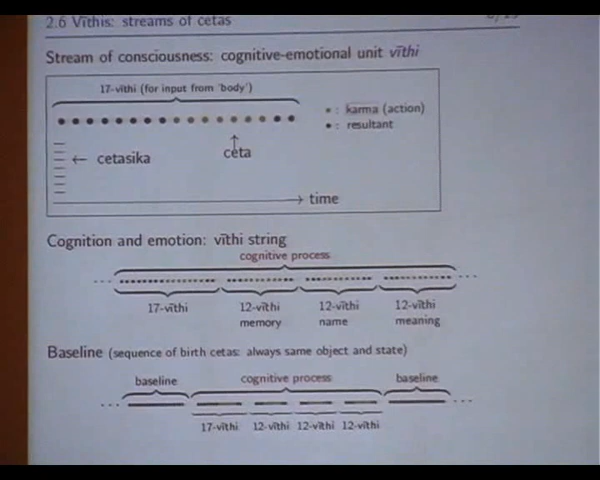 2.6 Vīthis: streams of cetas
Stream of consciousness: cognitive-emotional unit vīthi
17-vīthi (for input from 'body')
: karma (action)
: resultant
← cetasika
ceta
time
Cognition and emotion: vīthi string
cognitive process
17-vīthi 12-vīthi 12-vīthi 12-vīthi
memory name meaning
Baseline (sequence of birth cetas: always same object and state)
baseline cognitive process baseline
17-vīthi 12-vīthi 12-vīthi 12-vīthi